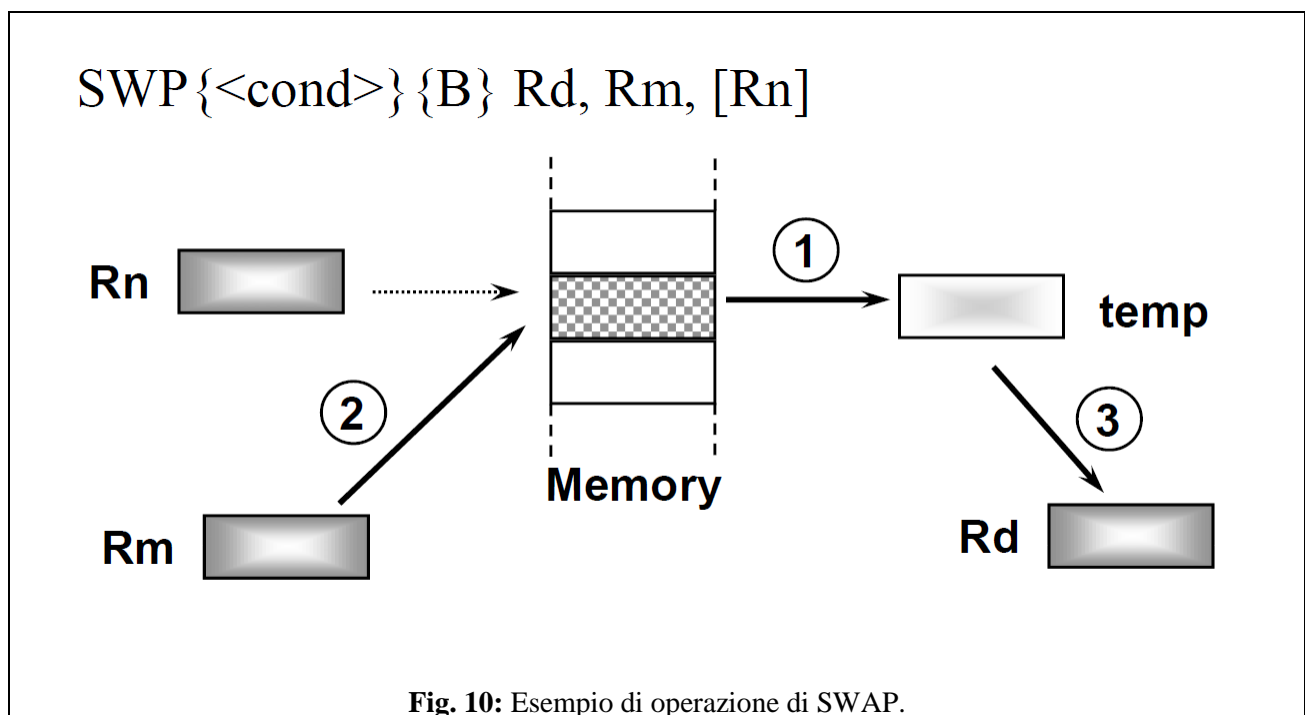 SWP{<cond>}{B} Rd, Rm, [Rn]
1
Rn
temp
2
3
Memory
Rm
Rd
Fig. 10: Esempio di operazione di SWAP.